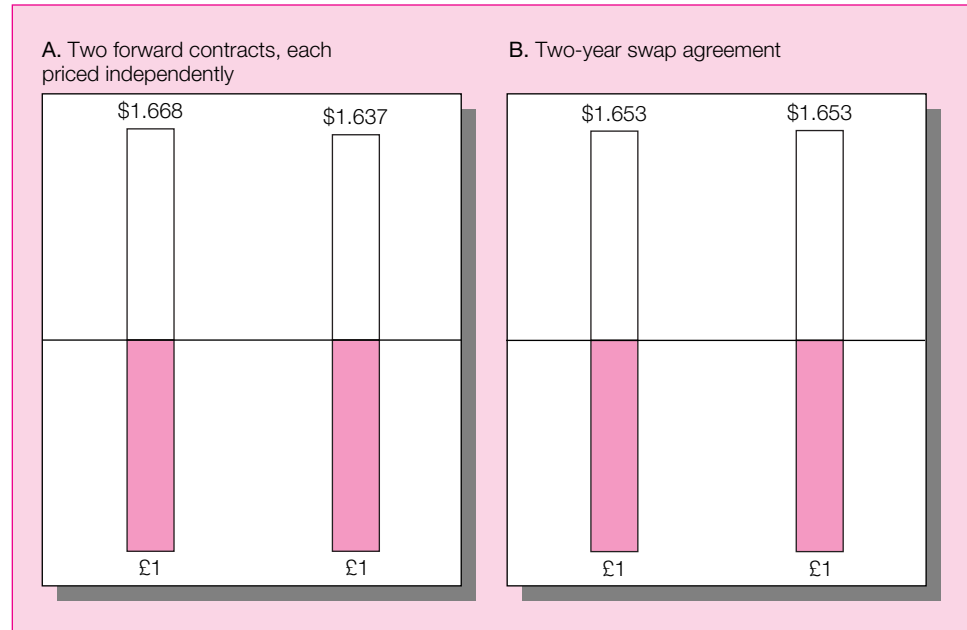 A. Two forward contracts, each
priced independently
$1.668
$1.637
£1
£1
B. Two-year swap agreement
$1.653
$1.653
£1
£1